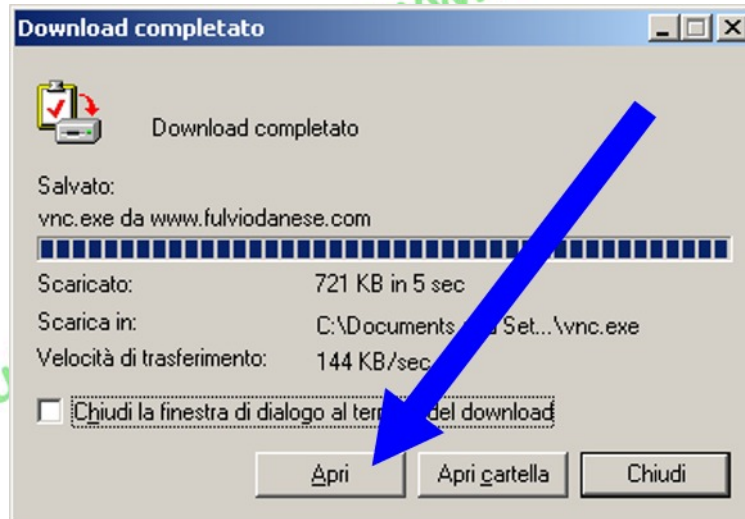 Download completato
Download completato
Salvato:
vnc.exe da www.fulviodanese.com
Scaricato: 721 KB in 5 sec
Scarica in: C:\Documents Set...\vnc.exe
Velocità di trasferimento: 144 KB/sec
Chiudi la finestra di dialogo al del download
Apri Apri cartella Chiudi